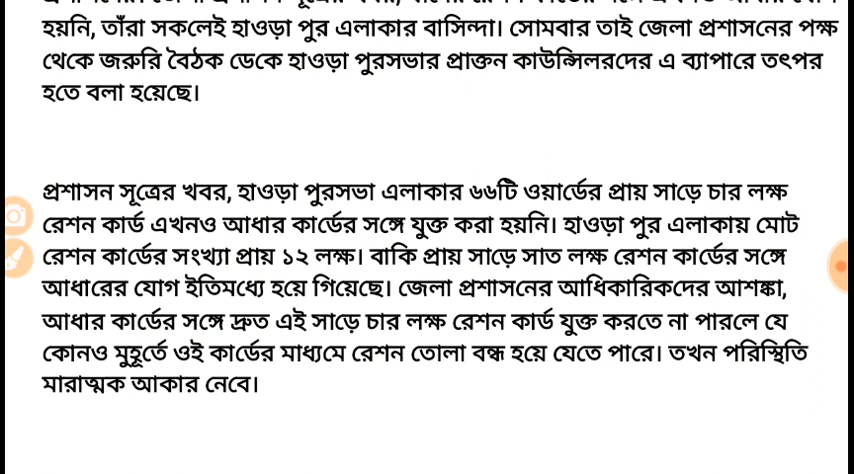 হয়নি, তাঁরা সকলেই হাওড়া পুর এলাকার বাসিন্দা। সোমবার তাই জেলা প্রশাসনের পক্ষ
থেকে জরুরি বৈঠক ডেকে হাওড়া পুরসভার প্রাক্তন কাউন্সিলরদের এ ব্যাপারে তৎপর
হতে বলা হয়েছে।
প্রশাসন সূত্রের খবর, হাওড়া পুরসভা এলাকার ৬৬টি ওয়ার্ডের প্রায় সাড়ে চার লক্ষ
রেশন কার্ড এখনও আধার কার্ডের সঙ্গে যুক্ত করা হয়নি। হাওড়া পুর এলাকায় মোট
রেশন কার্ডের সংখ্যা প্রায় ১২ লক্ষ। বাকি প্রায় সাড়ে সাত লক্ষ রেশন কার্ডের সঙ্গে
আধারের যোগ ইতিমধ্যে হয়ে গিয়েছে। জেলা প্রশাসনের আধিকারিকদের আশঙ্কা,
আধার কার্ডের সঙ্গে দ্রুত এই সাড়ে চার লক্ষ রেশন কার্ড যুক্ত করতে না পারলে যে
কোনও মুহূর্তে ওই কার্ডের মাধ্যমে রেশন তোলা বন্ধ হয়ে যেতে পারে। তখন পরিস্থিতি
মারাত্মক আকার নেবে।